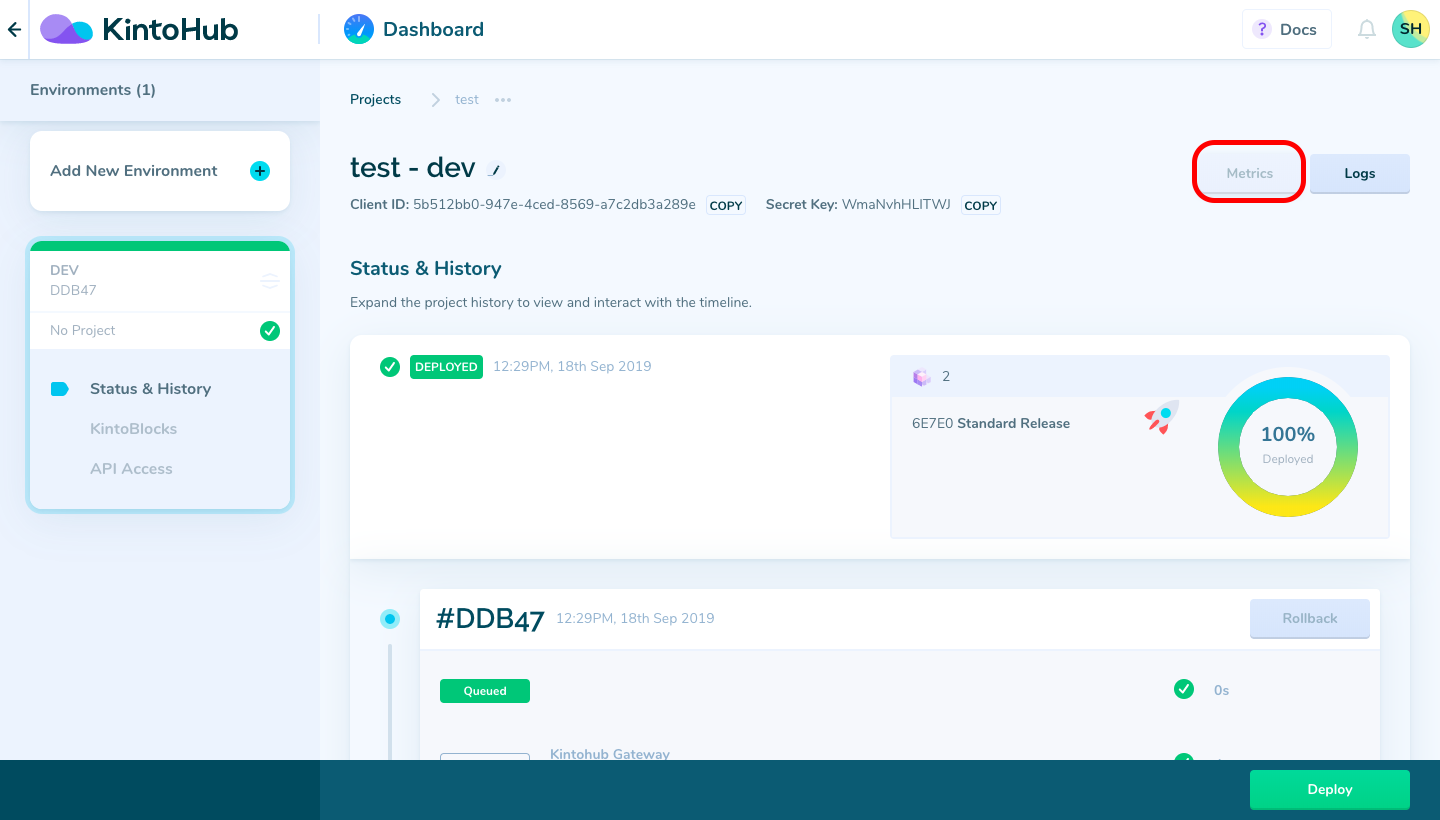 KintoHub
Dashboard
? Docs
SH
Environments (1)
Add New Environment
DEV
DDB47
No Project
Status & History
KintoBlocks
API Access
Projects test
test - dev
Metrics
Logs
Client ID: 5b512bb0-947e-4ced-8569-a7c2db3a289e COPY Secret Key: WmaNvhHLITWJ COPY
Status & History
Expand the project history to view and interact with the timeline.
DEPLOYED 12:29PM, 18th Sep 2019
2
6E7E0 Standard Release
100%
Deployed
#DDB47 12:29PM, 18th Sep 2019
Rollback
Queued
0s
Kintohub Gateway
Deploy